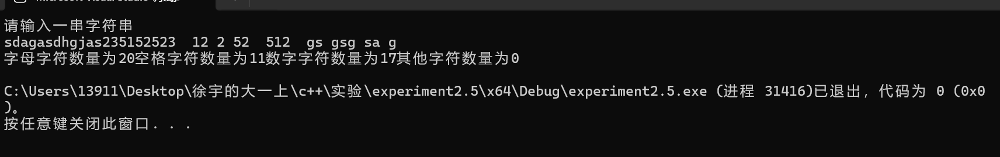 请输入一串字符串
sdagasdhgjas235152523  12 2 52  512  gs gsg sa g
字母字符数量为20空格字符数量为11数字字符数量为17其他字符数量为0
C:\Users\13911\Desktop\徐宇的大一上\c++\实验\experiment2.5\x64\Debug\experiment2.5.exe (进程 31416)已退出，代码为 0 (0x0
)。
按任意键关闭此窗口. . .